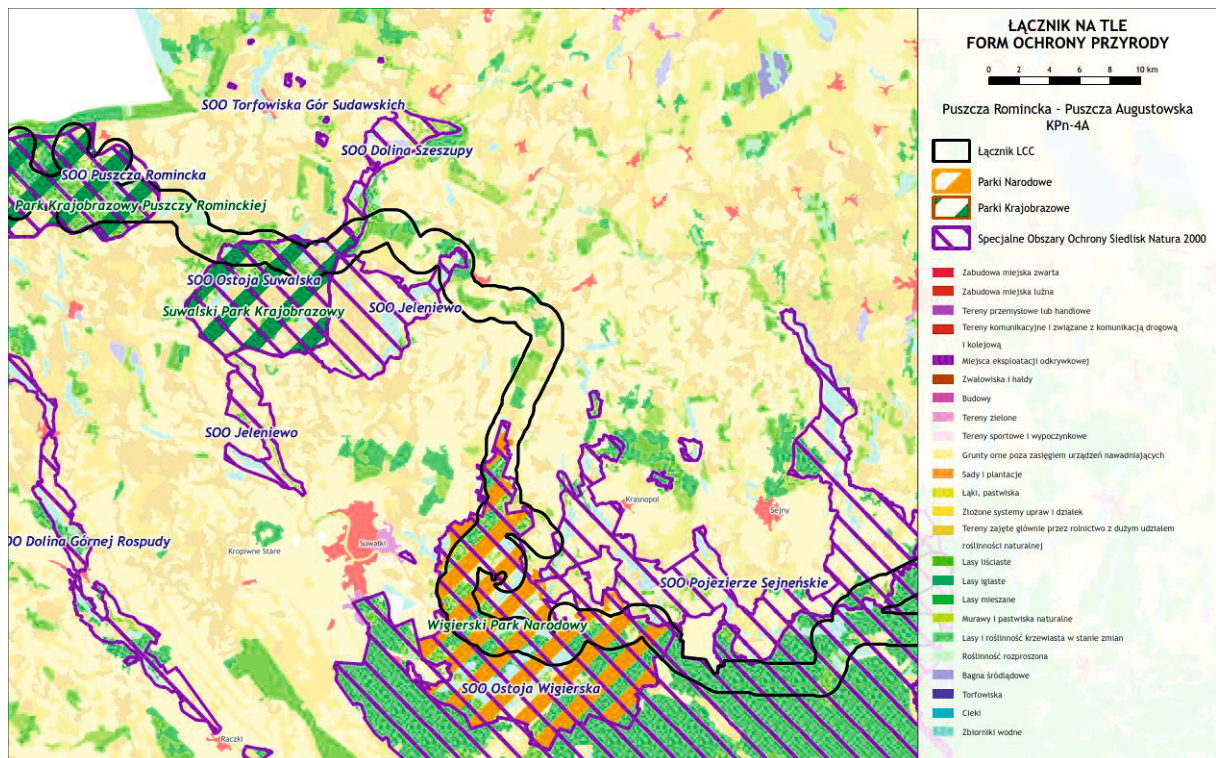 SOO Torfowiska Gór Sudawskich
SOO Dolina Szeszupy
SOO Puszcza Romincka
Park Krajobrazowy Puszczy Rominckiej
SOO Ostoja Suwalska
Suwalski Park Krajobrazowy
SOO Jeleniewo
SOO Jeleniewo
OO Dolina Górnej Rospudy
Kropiwne Stare
Suwałki
Krasnopol
Sejny
SOO Pojezierze Sejneńskie
Wigierski Park Narodowy
SOO Ostoja Wigierska
Raczki
ŁĄCZNIK NA TLE
FORM OCHRONY PRZYRODY
0 2 4 6 8 10 km
Puszcza Romincka - Puszcza Augustowska
KPn-4A
Łącznik LCC
Parki Narodowe
Parki Krajobrazowe
Specjalne Obszary Ochrony Siedlisk Natura 2000
Zabudowa miejska zwarta
Zabudowa miejska luźna
Tereny przemysłowe lub handlowe
Tereny komunikacyjne i związane z komunikacją drogową
i kolejową
Miejsca eksploatacji odkrywkowej
Zwałowiska i hałdy
Budowy
Tereny zielone
Tereny sportowe i wypoczynkowe
Grunty orne poza zasięgiem urządzeń nawadniających
Sady i plantacje
Łąki, pastwiska
Złożone systemy upraw i działek
Tereny zajęte głównie przez rolnictwo z dużym udziałem
roślinności naturalnej
Lasy liściaste
Lasy iglaste
Lasy mieszane
Murawy i pastwiska naturalne
Lasy i roślinność krzewiasta w stanie zmian
Roślinność rozproszona
Bagna śródlądowe
Torfowiska
Cieki
Zbiorniki wodne